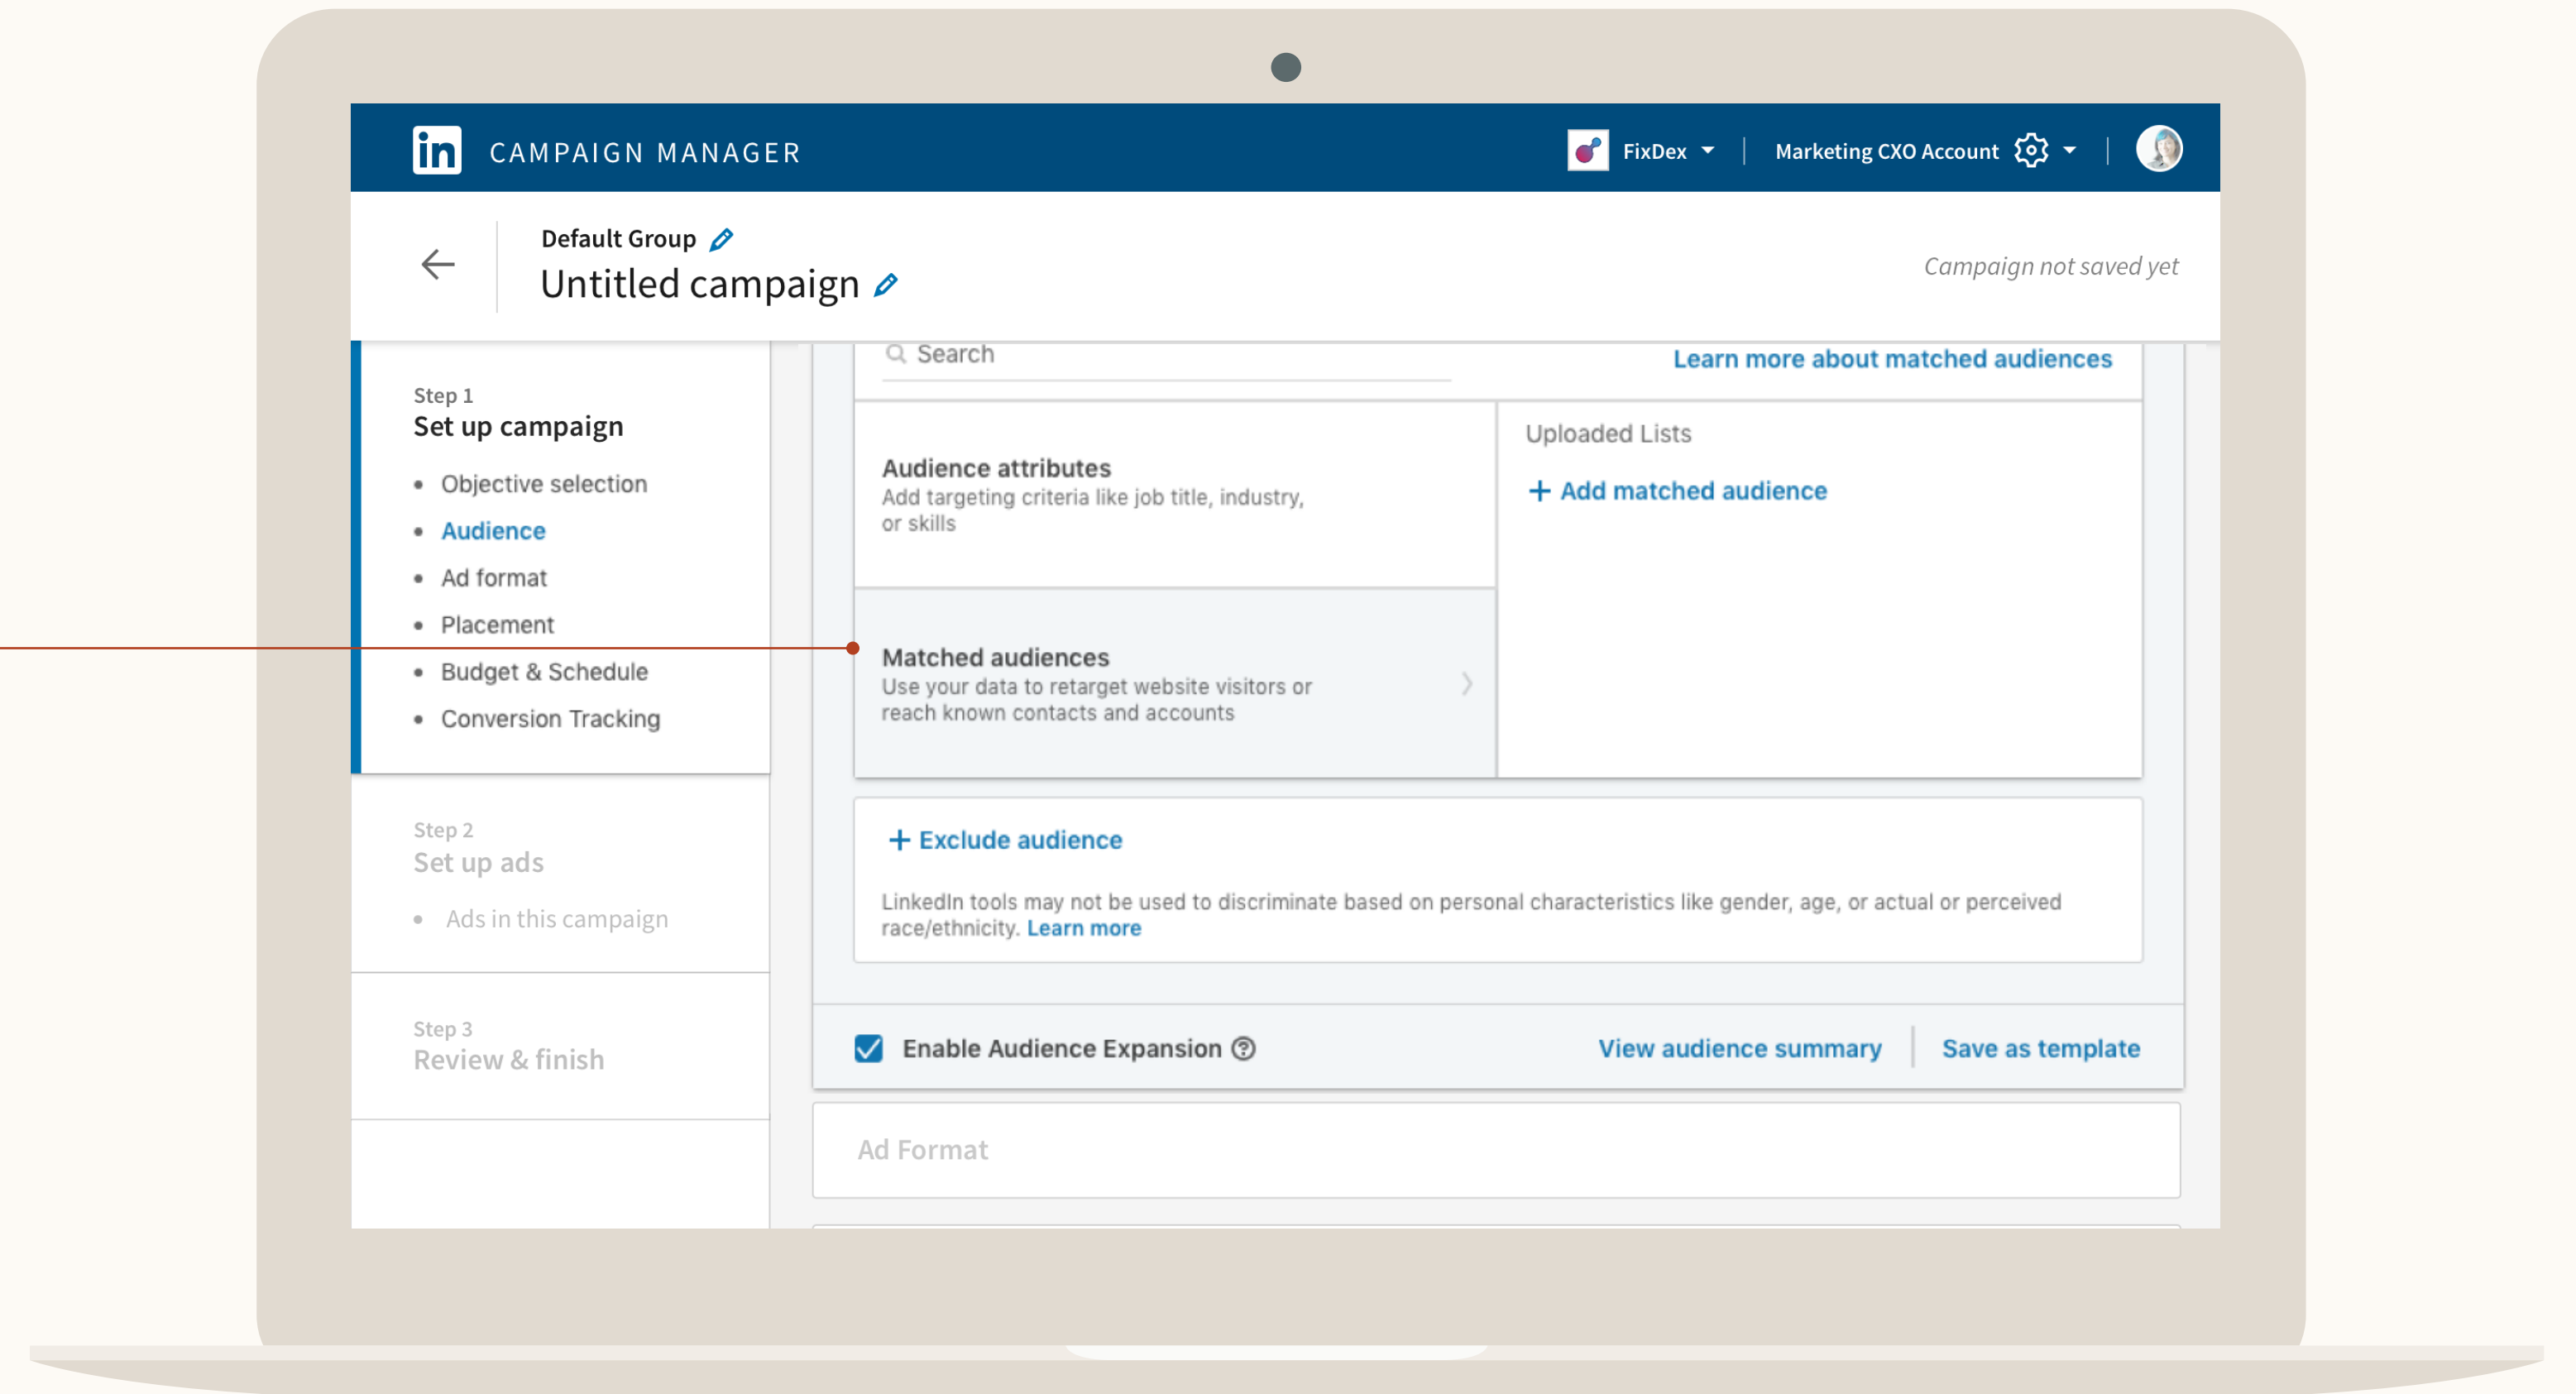 in CAMPAIGN MANAGER
FixDex
Marketing CXO Account
Default Group
Untitled campaign
Campaign not saved yet
Step 1
Set up campaign
Objective selection
Audience
Ad format
Placement
Budget & Schedule
Conversion Tracking
Step 2
Set up ads
Ads in this campaign
Step 3
Review & finish
Search
Learn more about matched audiences
Audience attributes
Add targeting criteria like job title, industry,
or skills
Matched audiences
Use your data to retarget website visitors or
reach known contacts and accounts
Uploaded Lists
+ Add matched audience
+ Exclude audience
LinkedIn tools may not be used to discriminate based on personal characteristics like gender, age, or actual or perceived
race/ethnicity. Learn more
Enable Audience Expansion ?
View audience summary
Save as template
Ad Format